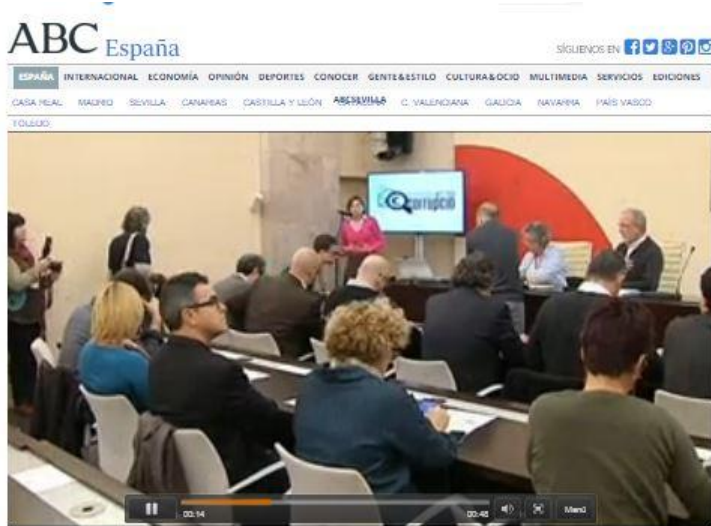 ABC España
SÍGUENOS EN
ESPAÑA INTERNACIONAL ECONOMÍA OPINIÓN DEPORTES CONOCER GENTE&ESTILO CULTURA&OCIO MULTIMEDIA SERVICIOS EDICIONES
CASA REAL MADRID SEVILLA CANARIAS CASTILLA Y LEÓN ABCSEVILLA C. VALENCIANA GALICIA NAVARRA PAÍS VASCO
TOLEDO
corrupció
00:14 00:48 Menú